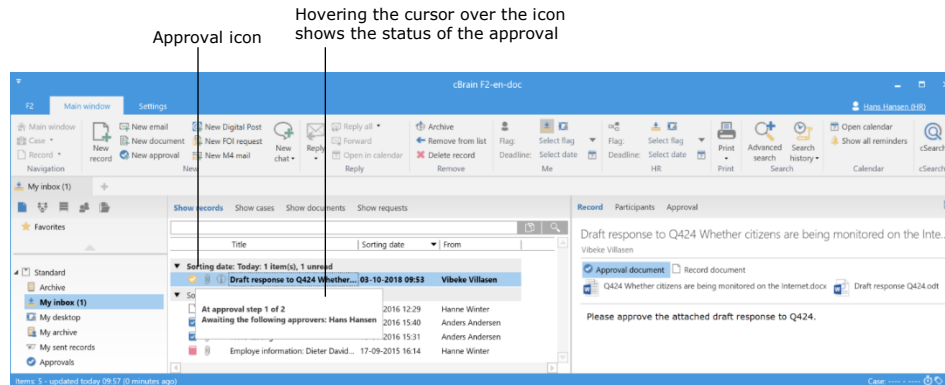 Hovering the cursor over the icon
Approval icon
shows the status of the approval
cBrain F2-en-doc
F2 Main window Settings
Hans Hansen (HR)
Main window
Case
Record
Navigation
New record
New email
New document
New approval
New Digital Post
New FOI request
New M4 mail
New chat
New
Reply
Reply all
Forward
Open in calendar
Reply
Archive
Remove from list
Delete record
Remove
Flag: Select flag
Deadline: Select date
Me
Flag: Select flag
Deadline: Select date
HR
Print
Print
Advanced search
Search history
Search
Open calendar
Show all reminders
Calendar
cSearch
cSearch
My inbox (1)
Show records Show cases Show documents Show requests
Record Participants Approval
Favorites
Title Sorting date From
Draft response to Q424 Whether citizens are being monitored on the Inte...
Vibeke Villasen
Standard
Archive
My inbox (1)
My desktop
My archive
My sent records
Approvals
Sorting date: Today: 1 item(s), 1 unread
Draft response to Q424 Whether... 03-10-2018 09:53 Vibeke Villasen
So
At approval step 1 of 2
Awaiting the following approvers: Hans Hansen
2016 12:29 Hanne Winter
2016 15:40 Anders Andersen
2016 15:31 Anders Andersen
Employe information: Dieter David... 17-09-2015 16:14 Hanne Winter
Approval document Record document
Q424 Whether citizens are being monitored on the Internet.docx Draft response Q424.odt
Please approve the attached draft response to Q424.
Items: 5 - updated today 09:57 (0 minutes ago)
Case: ---- - ----